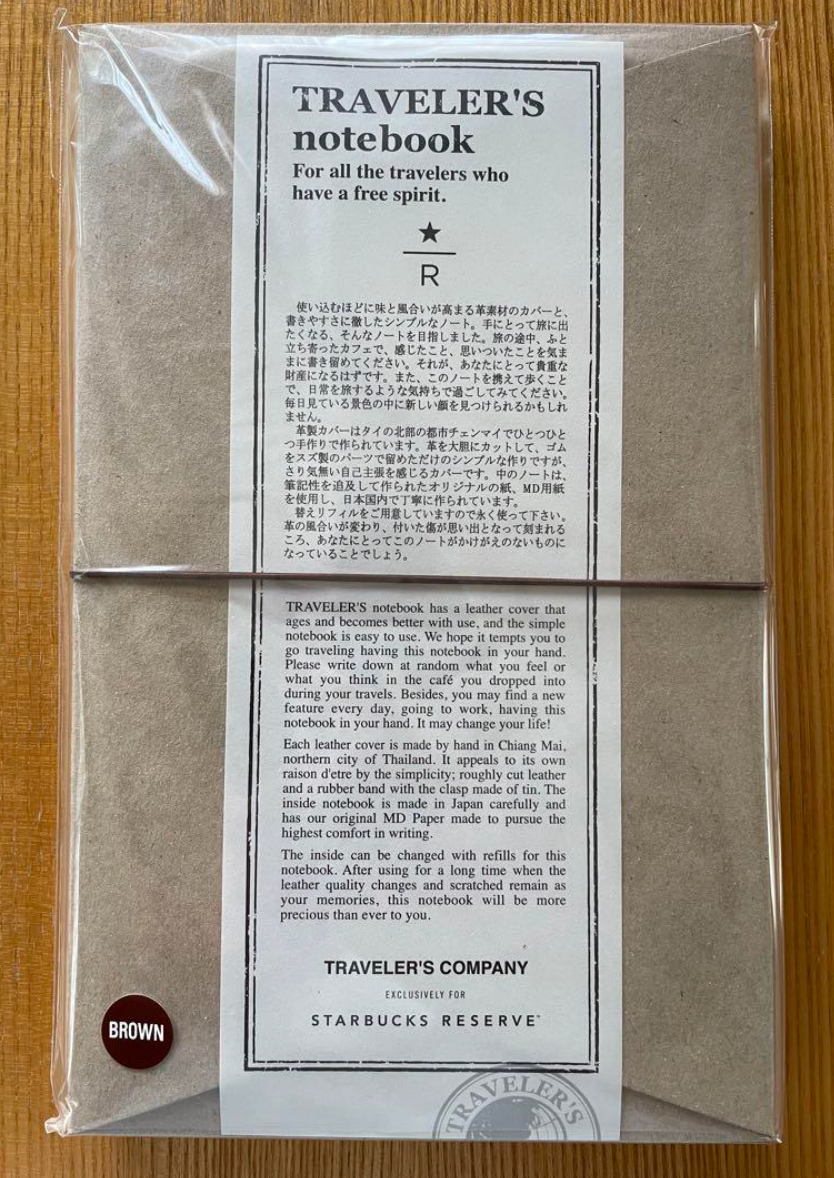 TRAVELER'S
notebook
For all the travelers who
have a free spirit.
R
使い込むほどに味と風合いが高まる革素材のカバーと、
書きやすさに徹したシンプルなノート。手にとって旅に出
たくなる、そんなノートを目指しました。旅の途中、ふと
立ち寄ったカフェで、感じたこと、思いついたことを気ま
まに書き留めてください。それが、あなたにとって貴重な
財産になるはずです。また、このノートを携えて歩くこと
で、日常を旅するような気持ちで過ごしてみてください。
毎日見ている景色の中に新しい顔を見つけられるかもしれ
ません。
革製カバーはタイの北部の都市チェンマイでひとつひと
つ手作りで作られています。革を大胆にカットして、ゴム
をスズ製のパーツで留めただけのシンプルな作りですが、
さり気無い自己主張を感じるカバーです。中のノートは、
筆記性を追及して作られたオリジナルの紙、MD用紙
を使用し、日本国内で丁寧に作られています。
替えリフィルをご用意していますので永く使って下さい。
革の風合いが変わり、付いた傷が思い出となって刻まれる
ころ、あなたにとってこのノートがかけがえのないものに
なっていることでしょう。
TRAVELER'S notebook has a leather cover that
ages and becomes better with use, and the simple
notebook is easy to use. We hope it tempts you to
go traveling having this notebook in your hand.
Please write down at random what you feel or
what you think in the café you dropped into
during your travels. Besides, you may find a new
feature every day, going to work, having this
notebook in your hand. It may change your life!
Each leather cover is made by hand in Chiang Mai,
northern city of Thailand. It appeals to its own
raison d'etre by the simplicity; roughly cut leather
and a rubber band with the clasp made of tin. The
inside notebook is made in Japan carefully and
has our original MD Paper made to pursue the
highest comfort in writing.
The inside can be changed with refills for this
notebook. After using for a long time when the
leather quality changes and scratched remain as
your memories, this notebook will be more
precious than ever to you.
TRAVELER'S COMPANY
EXCLUSIVELY FOR
STARBUCKS RESERVE™
BROWN
TRAVELER'S